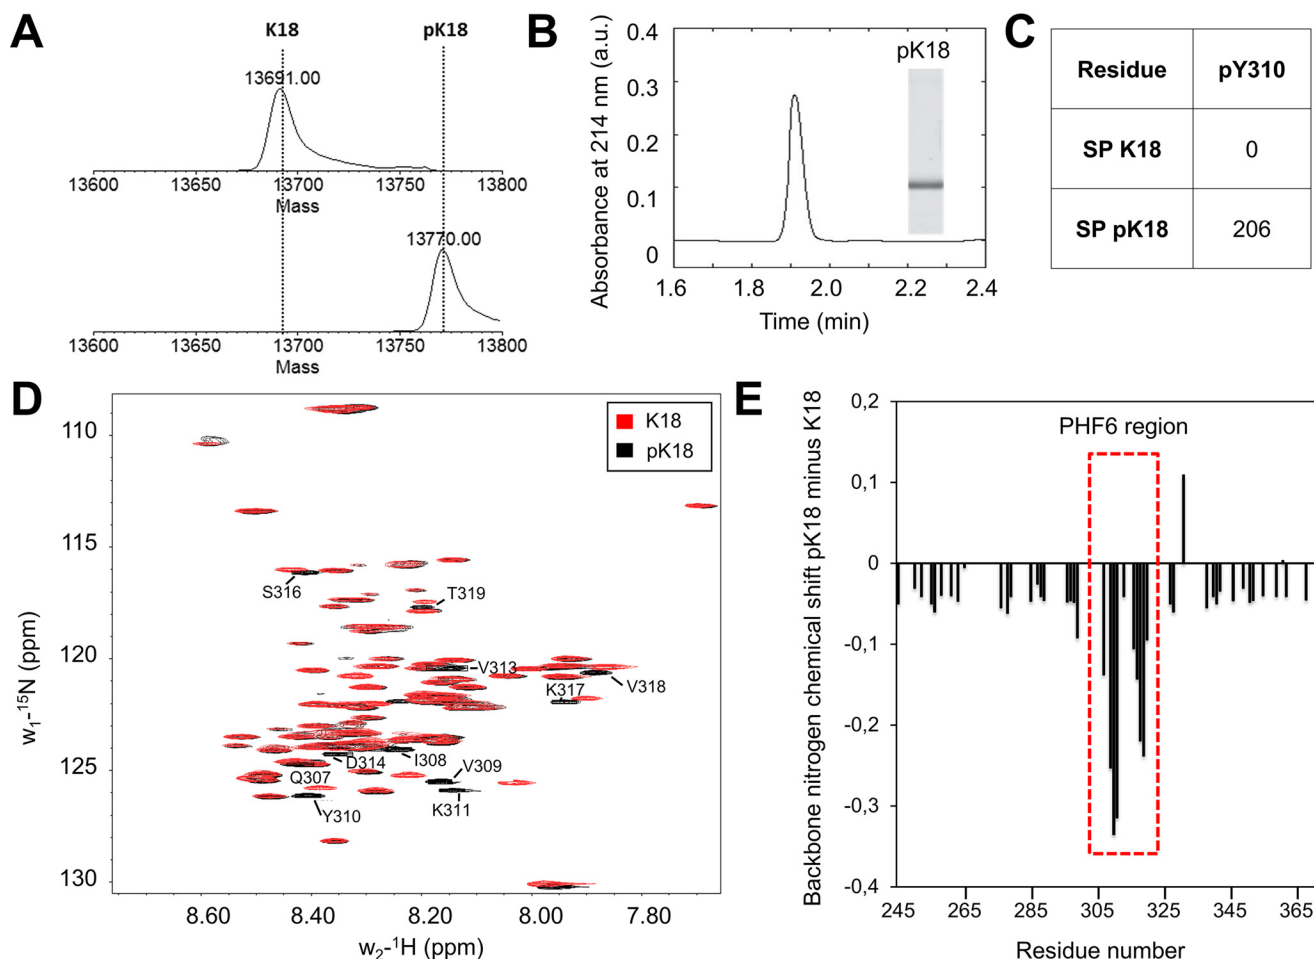 A
K18
pK18
13691.00
13600
13650
13700
13750
13800
Mass
13770.00
13600
13650
13700
13750
13800
Mass
B
Absorbance at 214 nm (a.u.)
0.4
0.3
0.2
0.1
0
pK18
1.6
1.8
2.0
2.2
2.4
Time (min)
C
Residue pY310
SP K18 0
SP pK18 206
D
w1-15N (ppm)
110
115
120
125
130
K18
pK18
S316
T319
V313
K317
V318
D314
I308
Q307
V309
Y310
K311
8.60
8.40
8.20
8.00
7.80
w2-1H (ppm)
E
Backbone nitrogen chemical shift pK18 minus K18
0,2
0,1
0
-0,1
-0,2
-0,3
-0,4
PHF6 region
245
265
285
305
325
345
365
Residue number